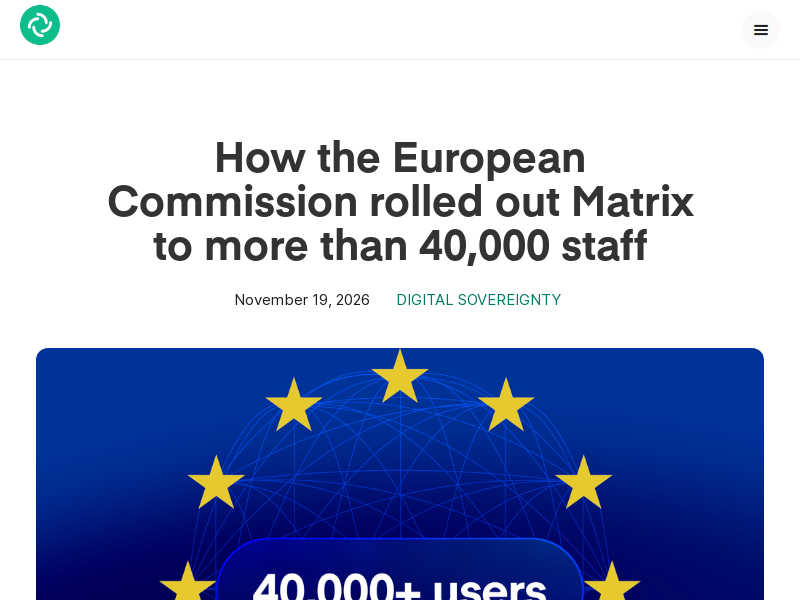 How the European
Commission rolled out Matrix
to more than 40,000 staff
November 19, 2026 DIGITAL SOVEREIGNTY
40,000+ users